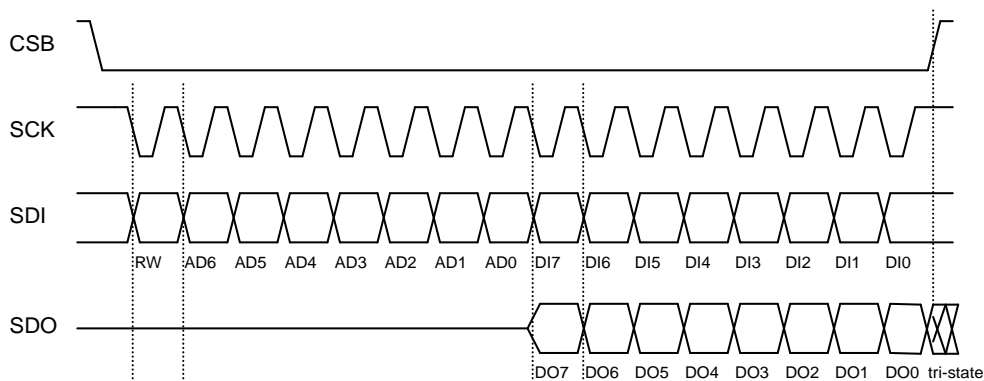 CSB
SCK
SDI
RW AD6 AD5 AD4 AD3 AD2 AD1 AD0 DI7 DI6 DI5 DI4 DI3 DI2 DI1 DI0
SDO
DO7 DO6 DO5 DO4 DO3 DO2 DO1 DO0 tri-state